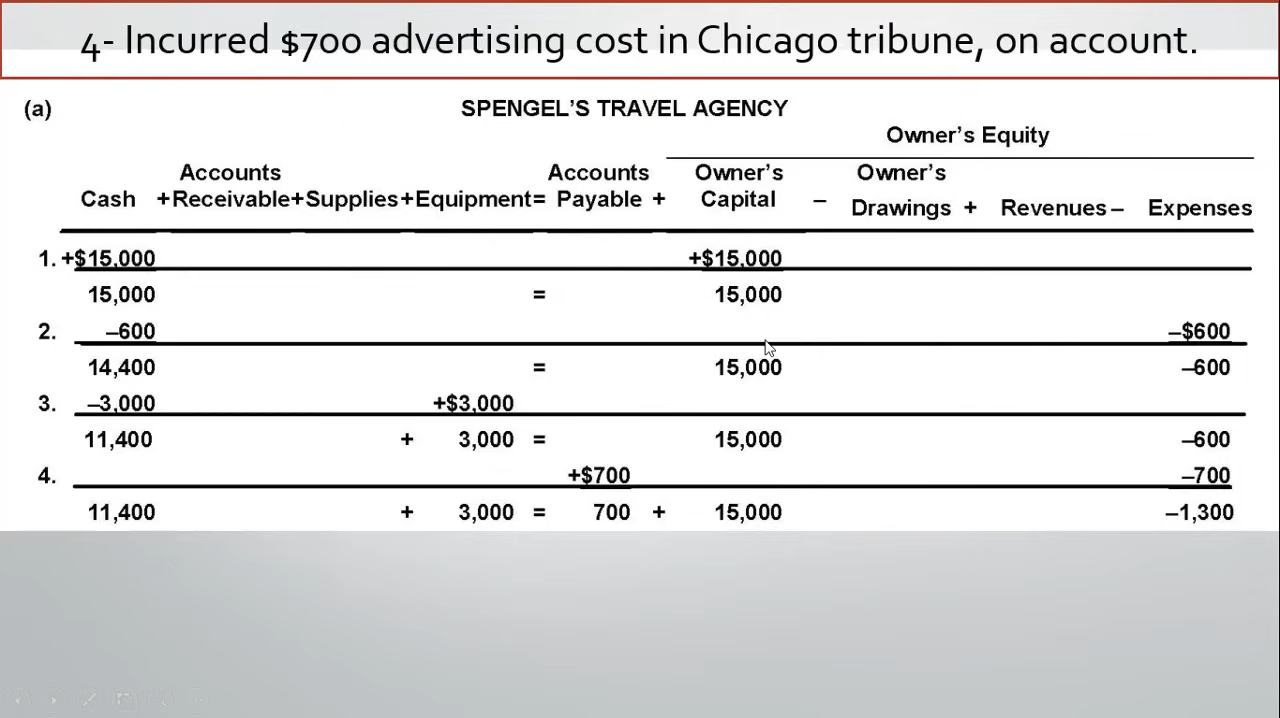 4- Incurred $700 advertising cost in Chicago tribune, on account.
(a) SPENGEL'S TRAVEL AGENCY
Owner's Equity
Accounts Accounts Owner's Owner's
Cash +Receivable+Supplies+Equipment= Payable + Capital – Drawings + Revenues– Expenses
1. +$15,000 +$15,000
15,000 = 15,000
2. –600 –$600
14,400 = 15,000 –600
3. –3,000 +$3,000
11,400 + 3,000 = 15,000 –600
4. +$700 –700
11,400 + 3,000 = 700 + 15,000 –1,300